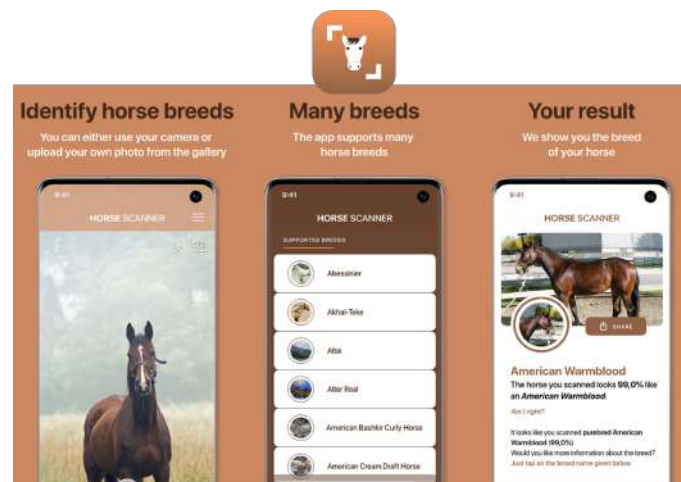 Identify horse breeds
You can either use your camera or
upload your own photo from the gallery
9:41
HORSE SCANNER
Many breeds
The app supports many
horse breeds
9:41
HORSE SCANNER
SUPPORTED BREEDS
Abessinier
Akhal-Teke
Altai
Alter Real
American Bashkir Curly Horse
American Cream Draft Horse
Your result
We show you the breed
of your horse
9:41
HORSE SCANNER
SHARE
American Warmblood
The horse you scanned looks 99,0% like
an American Warmblood.
Am I right?
It looks like you scanned purebred American
Warmblood (99,0%).
Would you like more information about the breed?
Just tap on the breed name given below.